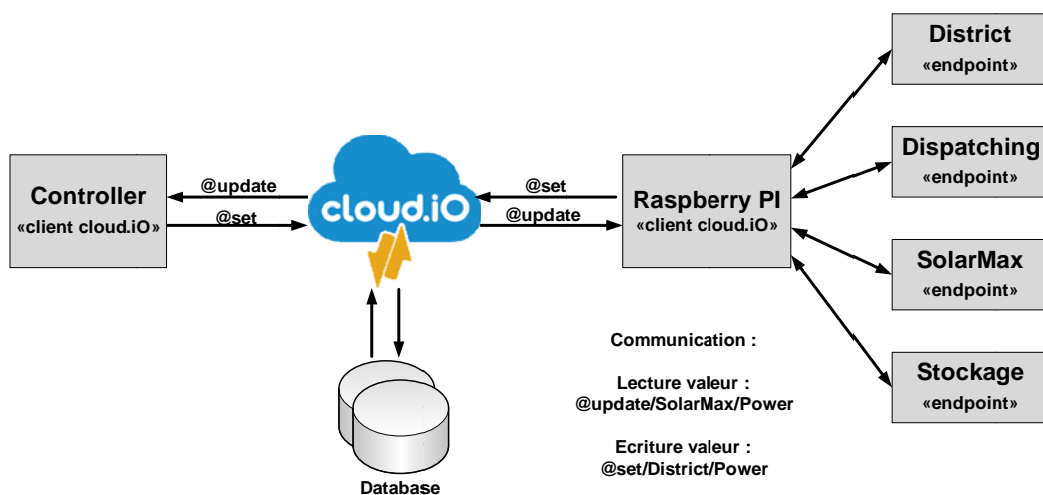 District
«endpoint»
Dispatching
«endpoint»
@update
@set
Controller
«client cloud.iO»
@set
@update
cloud.iO
Raspberry PI
«client cloud.iO»
SolarMax
«endpoint»
Communication :
Lecture valeur :
@update/SolarMax/Power
Stockage
«endpoint»
Ecriture valeur :
@set/District/Power
Database